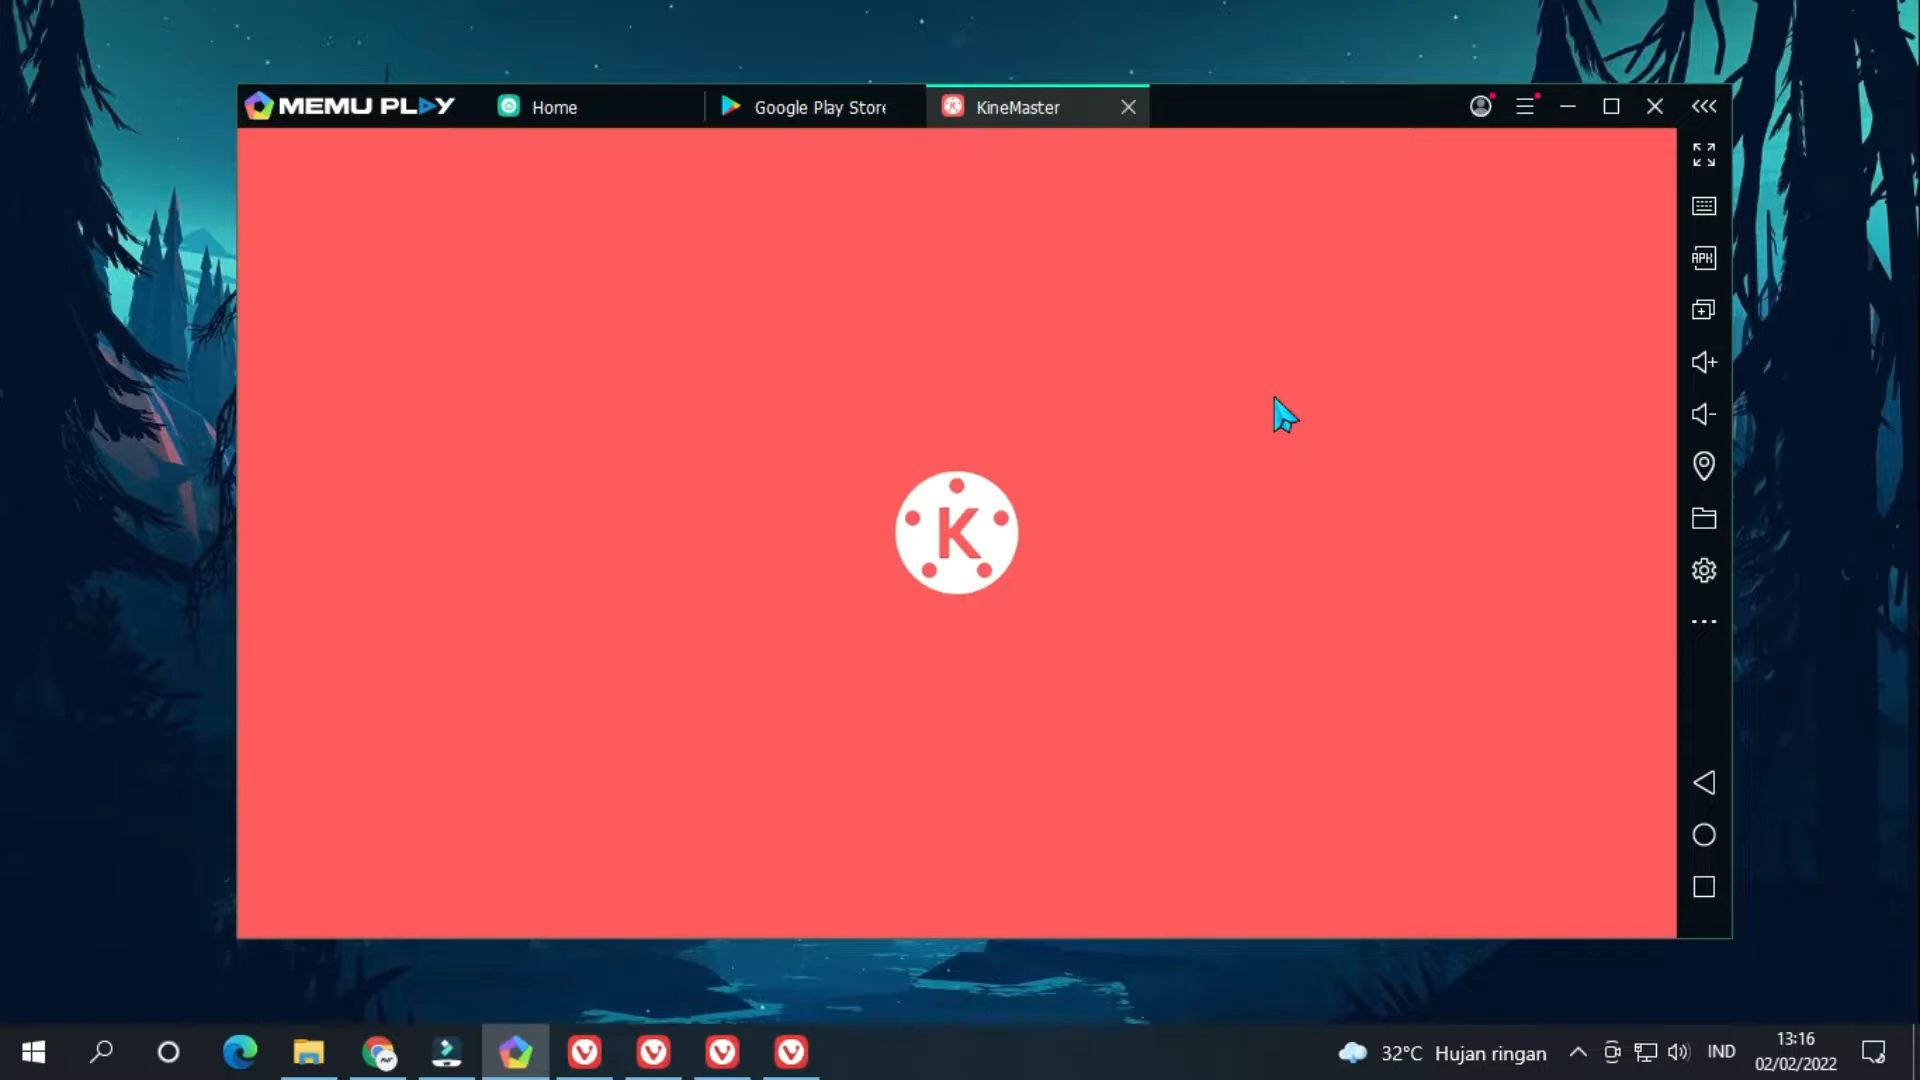 MEMU PLAY
Home
Google Play Store
KineMaster
APK
K
32°C Hujan ringan
IND
13:16
02/02/2022